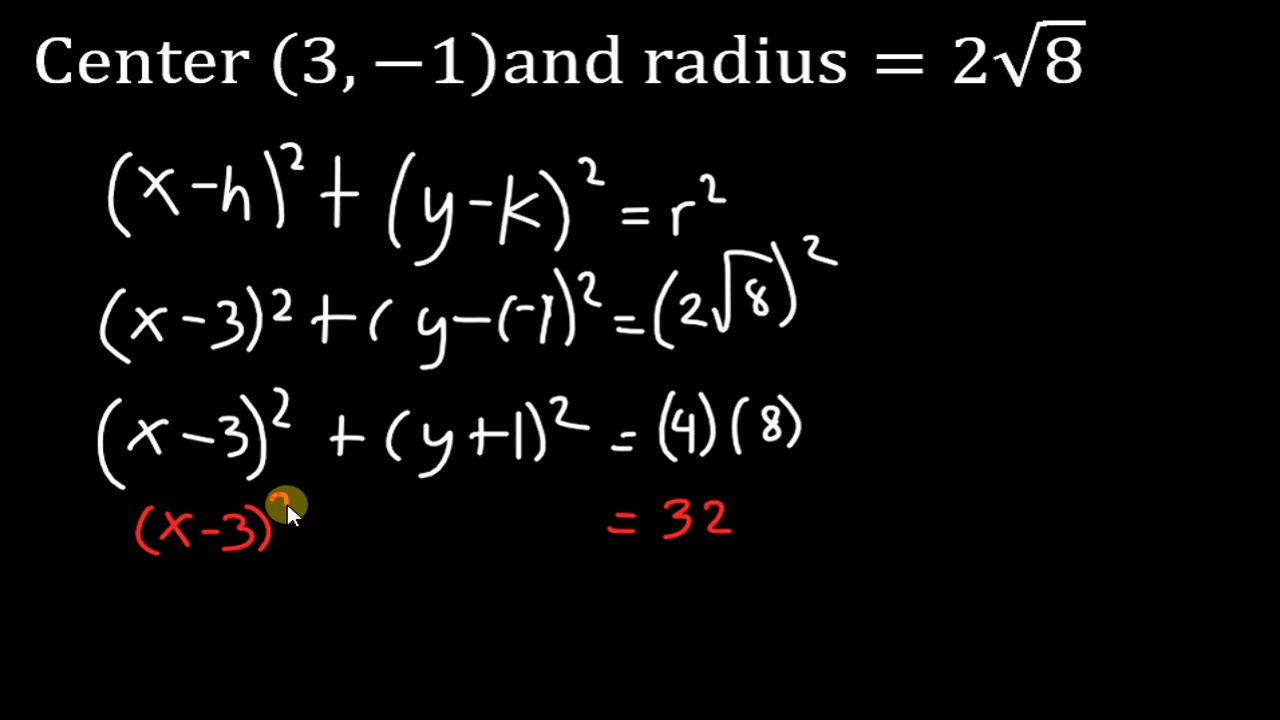 Center (3, −1)and radius = 2√8
(x-h)² + (y-k)² = r²
(x-3)² + (y-(-1)² = (2√8)²
(x-3)² + (y+1)² = (4)(8)
(x-3)² = 32